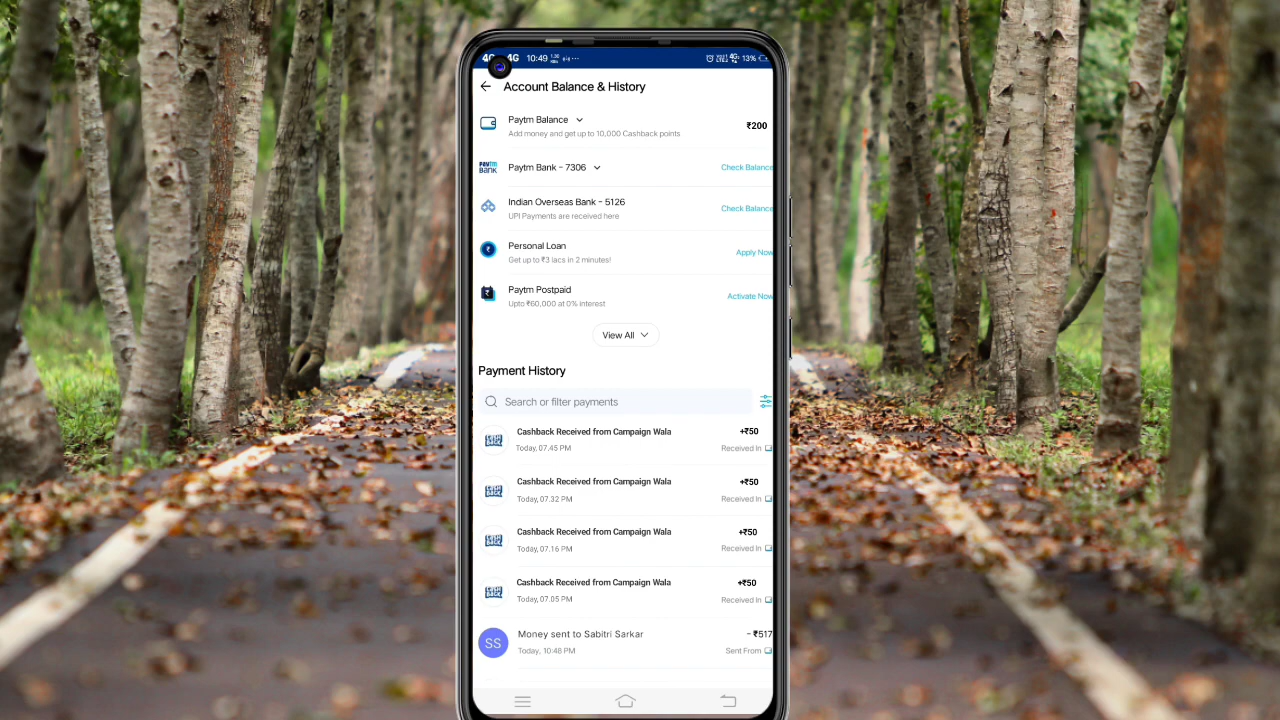 4G 4G 10:49 13%
Account Balance & History
Paytm Balance
Add money and get up to 10,000 Cashback points
₹200
PAYTM BANK
Paytm Bank - 7306
Check Balance
Indian Overseas Bank - 5126
UPI Payments are received here
Check Balance
Personal Loan
Get up to ₹3 lacs in 2 minutes!
Apply Now
Paytm Postpaid
Upto ₹60,000 at 0% interest
Activate Now
View All
Payment History
Search or filter payments
Cashback Received from Campaign Wala
+₹50
Today, 07.45 PM
Received In
Cashback Received from Campaign Wala
+₹50
Today, 07.32 PM
Received In
Cashback Received from Campaign Wala
+₹50
Today, 07.16 PM
Received In
Cashback Received from Campaign Wala
+₹50
Today, 07.05 PM
Received In
SS
Money sent to Sabitri Sarkar
- ₹517
Today, 10:48 PM
Sent From